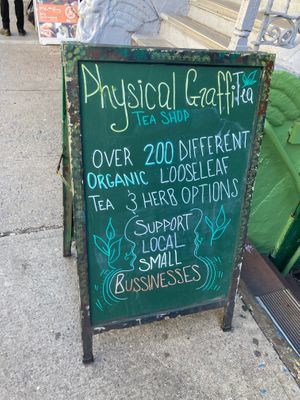 Physical GraffiTea
TEA SHOP
OVER 200 DIFFERENT
ORGANIC LOOSELEAF
TEA & HERB OPTIONS
SUPPORT
LOCAL
SMALL
BUSSINESSES